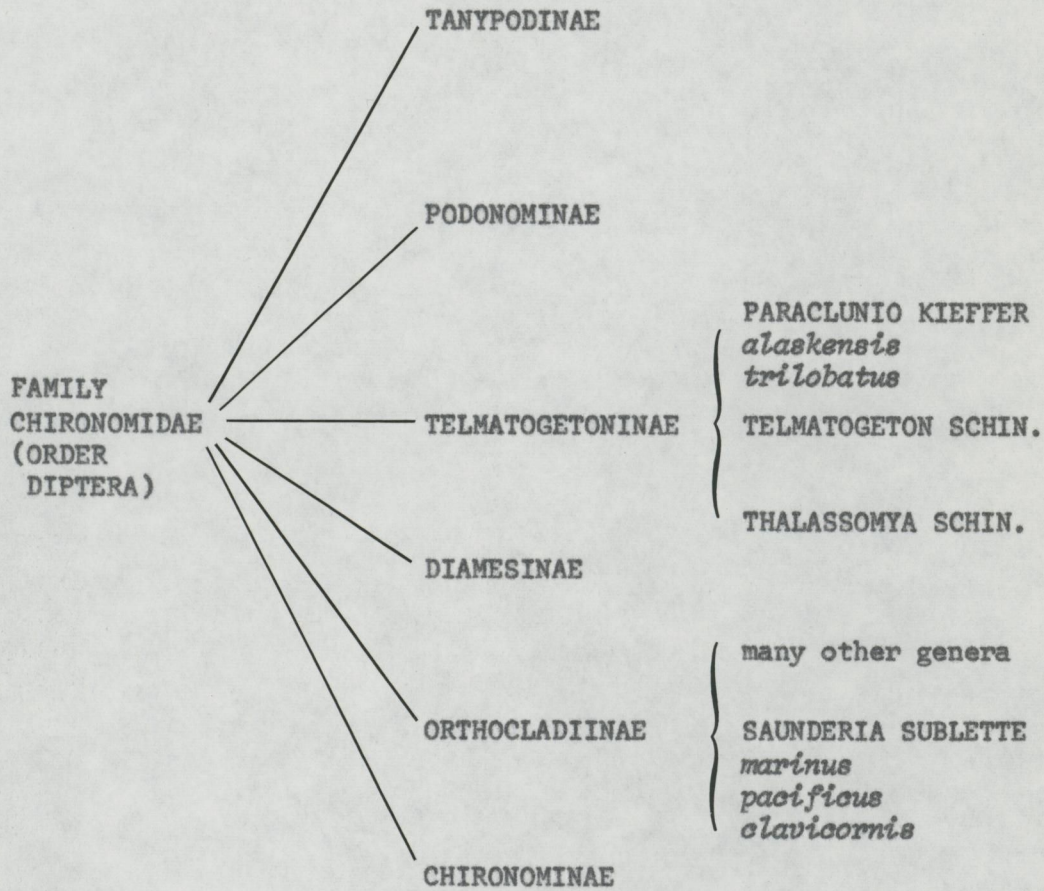 TANYPODINAE
PODONOMINAE
FAMILY
CHIRONOMIDAE
(ORDER
DIPTERA)
TELMATOGETONINAE
PARACLUNIO KIEFFER
alaskensis
trilobatus
TELMATOGETON SCHIN.
THALASSOMYA SCHIN.
DIAMESINAE
ORTHOCLADIINAE
many other genera
SAUNDERIA SUBLETTE
marinus
pacificus
clavicornis
CHIRONOMINAE